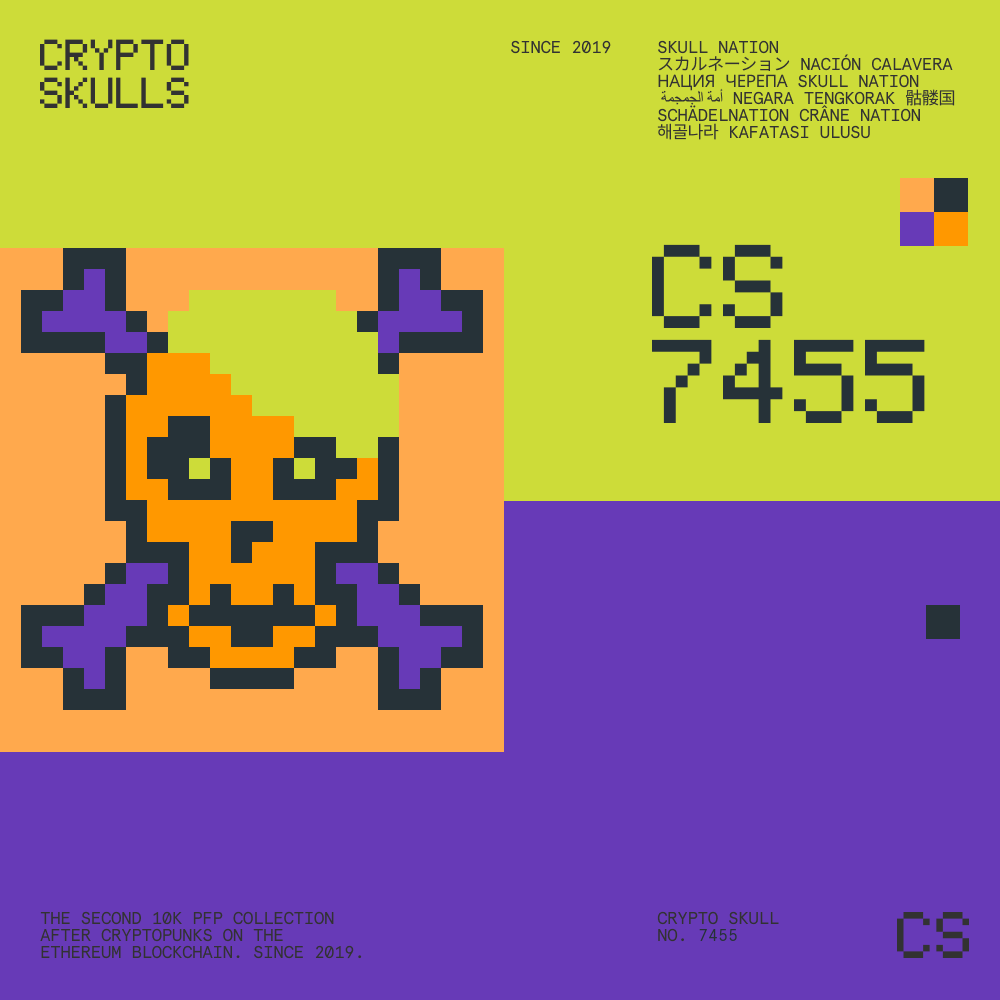 CRYPTO
SKULLS
SINCE 2019
SKULL NATION
スカルネーション NACIÓN CALAVERA
НАЦИЯ ЧЕРЕПА SKULL NATION
أمة الجمجمة NEGARA TENGKORAK 骷髅国
SCHÄDELNATION CRÂNE NATION
해골나라 KAFATASI ULUSU
CS
7455
THE SECOND 10K PFP COLLECTION
AFTER CRYPTOPUNKS ON THE
ETHEREUM BLOCKCHAIN. SINCE 2019.
CRYPTO SKULL
NO. 7455
CS